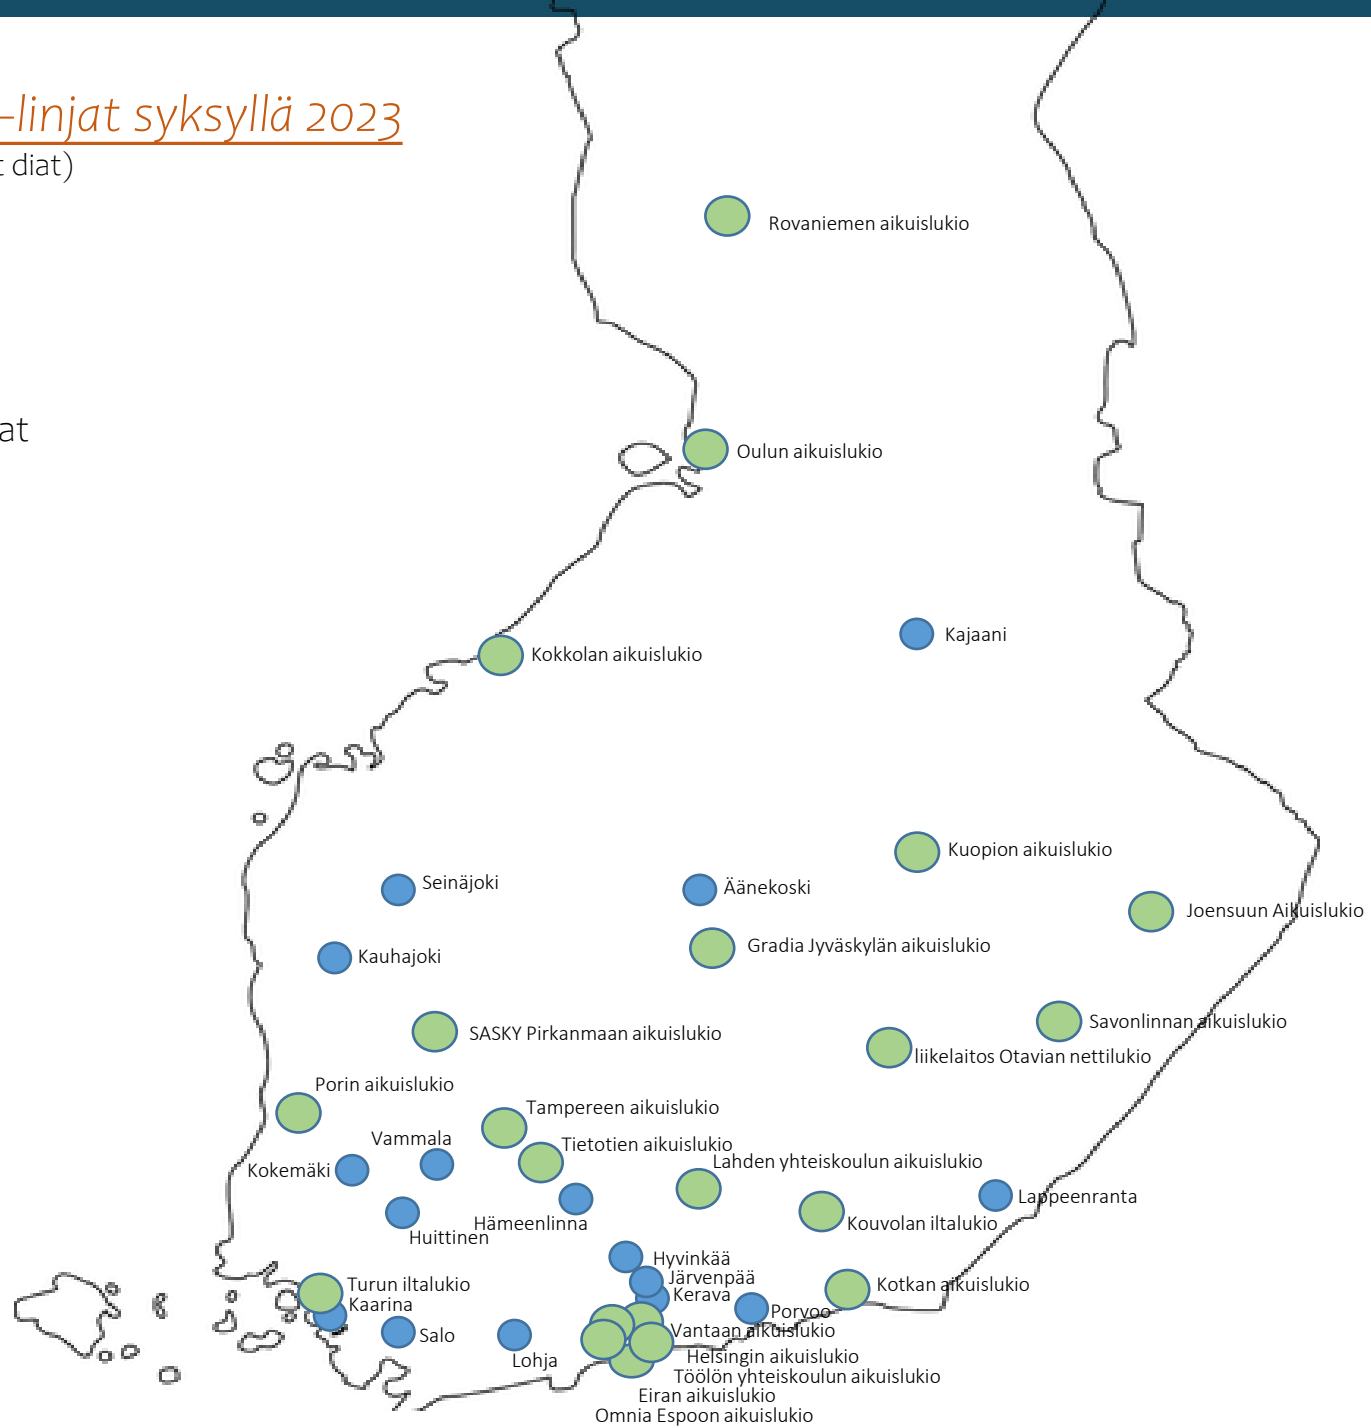 –linjat syksyllä 2023
t diat)
Rovaniemen aikuislukio
at
Oulun aikuislukio
Kajaani
Kokkolan aikuislukio
Kuopion aikuislukio
Seinäjoki
Äänekoski
Joensuun Aikuislukio
Gradia Jyväskylän aikuislukio
Kauhajoki
Savonlinnan aikuislukio
SASKY Pirkanmaan aikuislukio
liikelaitos Otavian nettilukio
Porin aikuislukio
Tampereen aikuislukio
Vammala
Tietotien aikuislukio
Lahden yhteiskoulun aikuislukio
Kokemäki
Lappeenranta
Hämeenlinna
Kouvolan iltalukio
Huittinen
Hyvinkää
Järvenpää
Turun iltalukio
Kotkan aikuislukio
Kerava
Kaarina
Porvoo
Vantaan aikuislukio
Salo
Helsingin aikuislukio
Lohja
Töölön yhteiskoulun aikuislukio
Eiran aikuislukio
Omnia Espoon aikuislukio